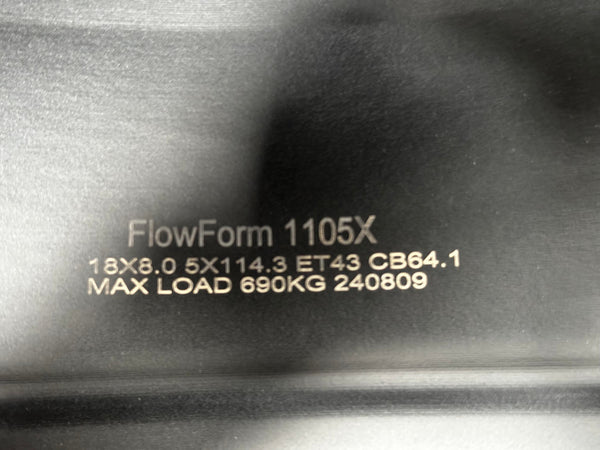 FlowForm 1105X
18X8.0 5X114.3 ET43 CB64.1
MAX LOAD 690KG 240809